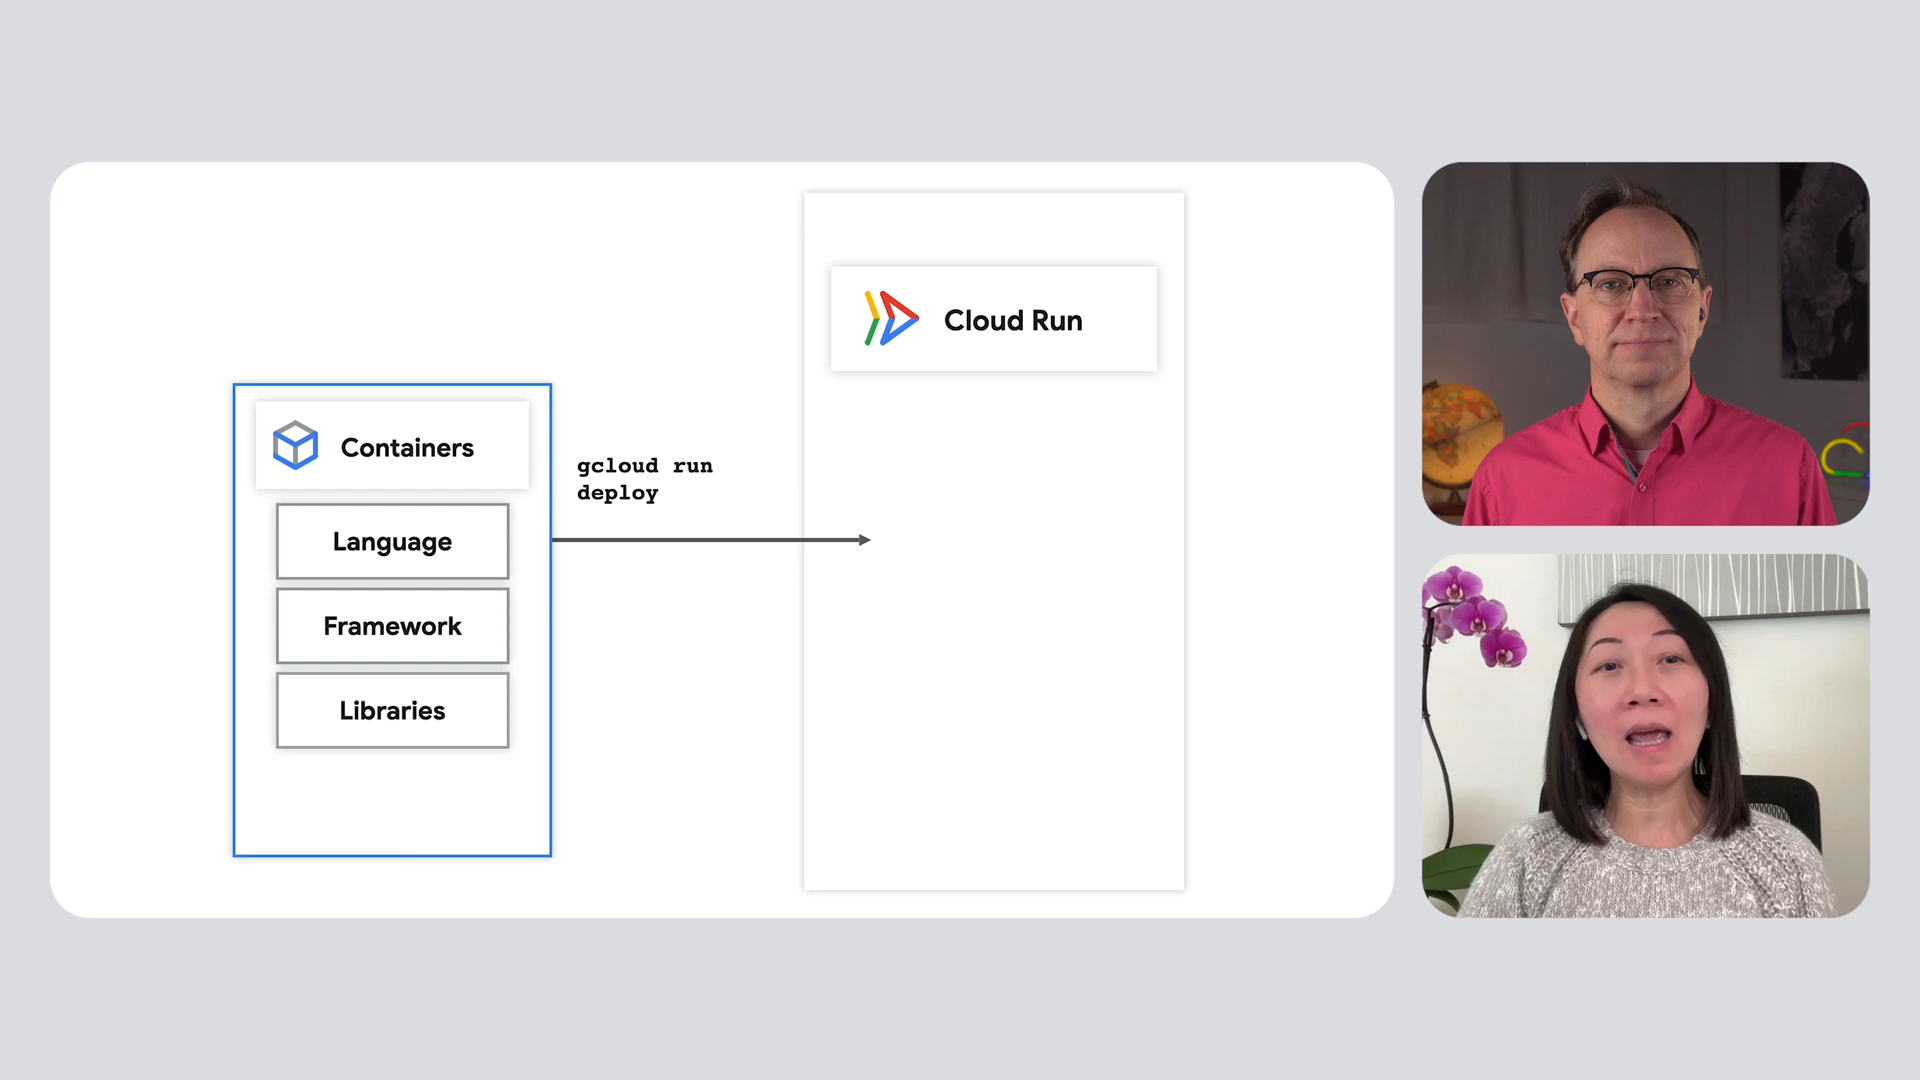 Cloud Run
Containers
Language
Framework
Libraries
gcloud run
deploy